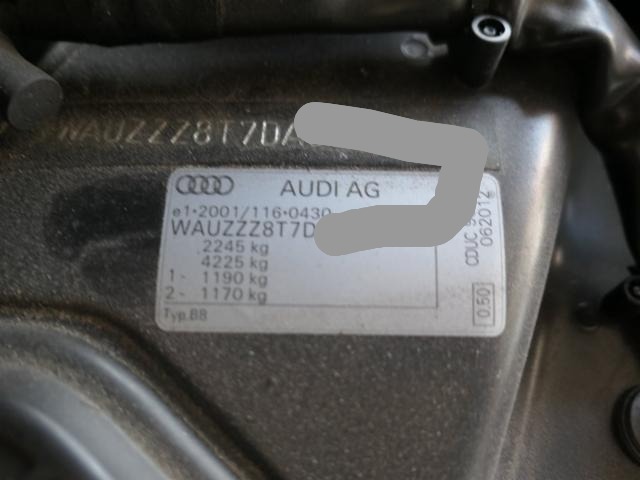 WAUZZZ8T7DA
AUDI AG
e1*2001/116*0430
WAUZZZ8T7D
2245 kg
4225 kg
1- 1190 kg
2- 1170 kg
Typ.B8
CDUC
062012
0,50